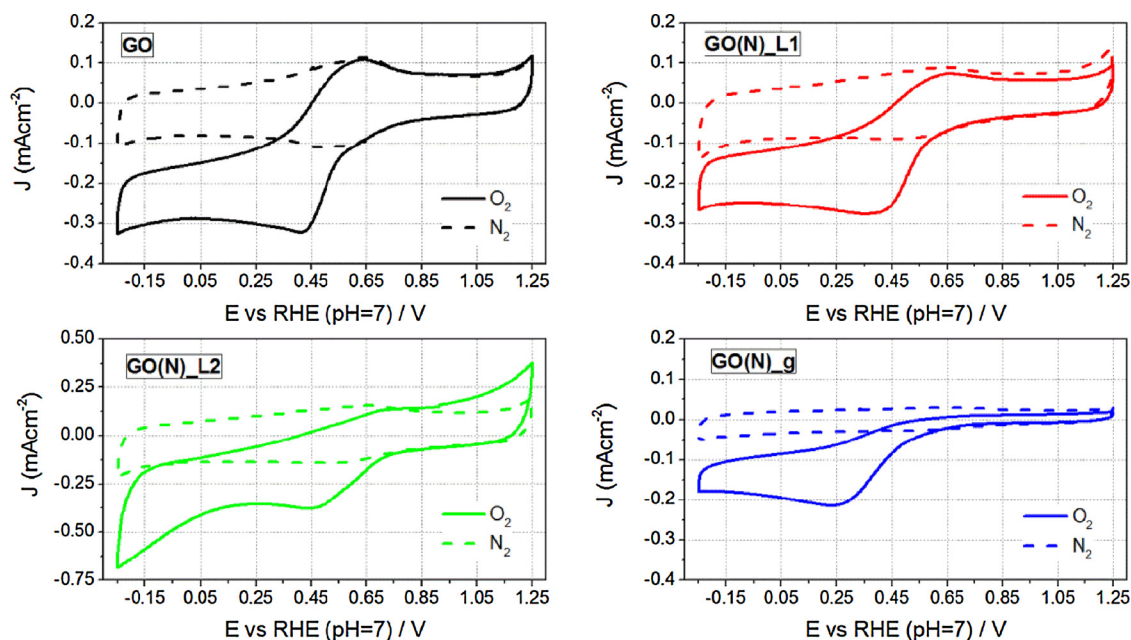 GO
0.2
0.1
0.0
-0.1
-0.2
-0.3
-0.4
J (mAcm⁻²)
O₂
N₂
-0.15 0.05 0.25 0.45 0.65 0.85 1.05 1.25
E vs RHE (pH=7) / V
GO(N)_L1
0.2
0.1
0.0
-0.1
-0.2
-0.3
-0.4
J (mAcm⁻²)
O₂
N₂
-0.15 0.05 0.25 0.45 0.65 0.85 1.05 1.25
E vs RHE (pH=7) / V
GO(N)_L2
0.50
0.25
0.00
-0.25
-0.50
-0.75
J (mAcm⁻²)
O₂
N₂
-0.15 0.05 0.25 0.45 0.65 0.85 1.05 1.25
E vs RHE (pH=7) / V
GO(N)_g
0.2
0.1
0.0
-0.1
-0.2
-0.3
-0.4
J (mAcm⁻²)
O₂
N₂
-0.15 0.05 0.25 0.45 0.65 0.85 1.05 1.25
E vs RHE (pH=7) / V